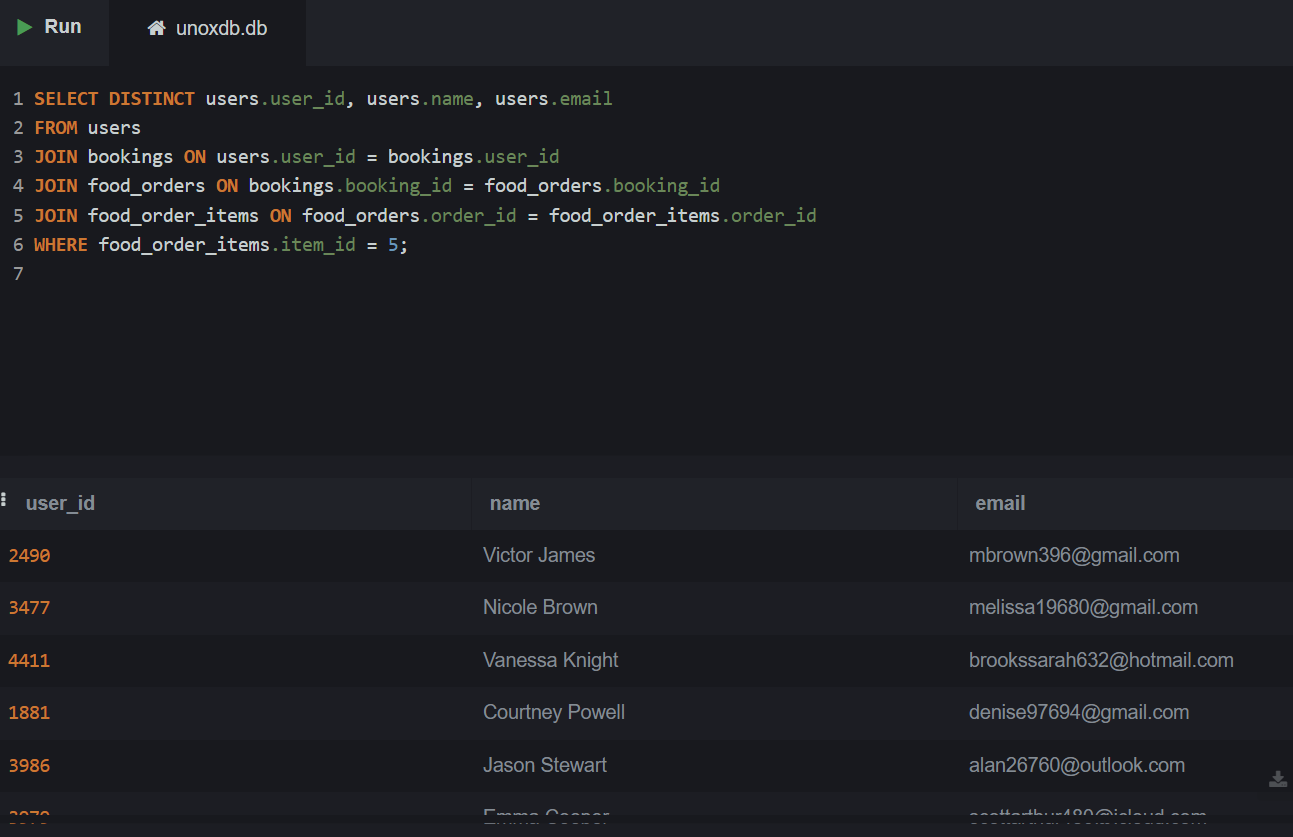 Run unoxdb.db
1 SELECT DISTINCT users.user_id, users.name, users.email
2 FROM users
3 JOIN bookings ON users.user_id = bookings.user_id
4 JOIN food_orders ON bookings.booking_id = food_orders.booking_id
5 JOIN food_order_items ON food_orders.order_id = food_order_items.order_id
6 WHERE food_order_items.item_id = 5;
7
user_id name email
2490 Victor James mbrown396@gmail.com
3477 Nicole Brown melissa19680@gmail.com
4411 Vanessa Knight brookssarah632@hotmail.com
1881 Courtney Powell denise97694@gmail.com
3986 Jason Stewart alan26760@outlook.com